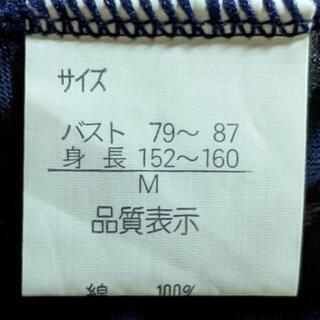 サイズ
バスト 79〜 87
身 長 152〜160
M
品質表示
綿 100%